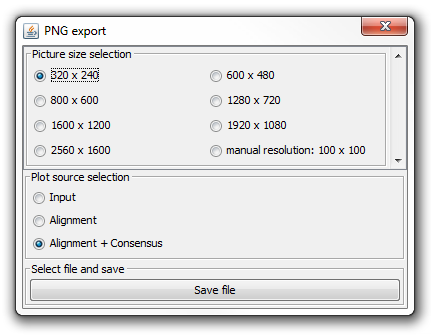 PNG export
Picture size selection
320 x 240 600 x 480
800 x 600 1280 x 720
1600 x 1200 1920 x 1080
2560 x 1600 manual resolution: 100 x 100
Plot source selection
Input
Alignment
Alignment + Consensus
Select file and save
Save file